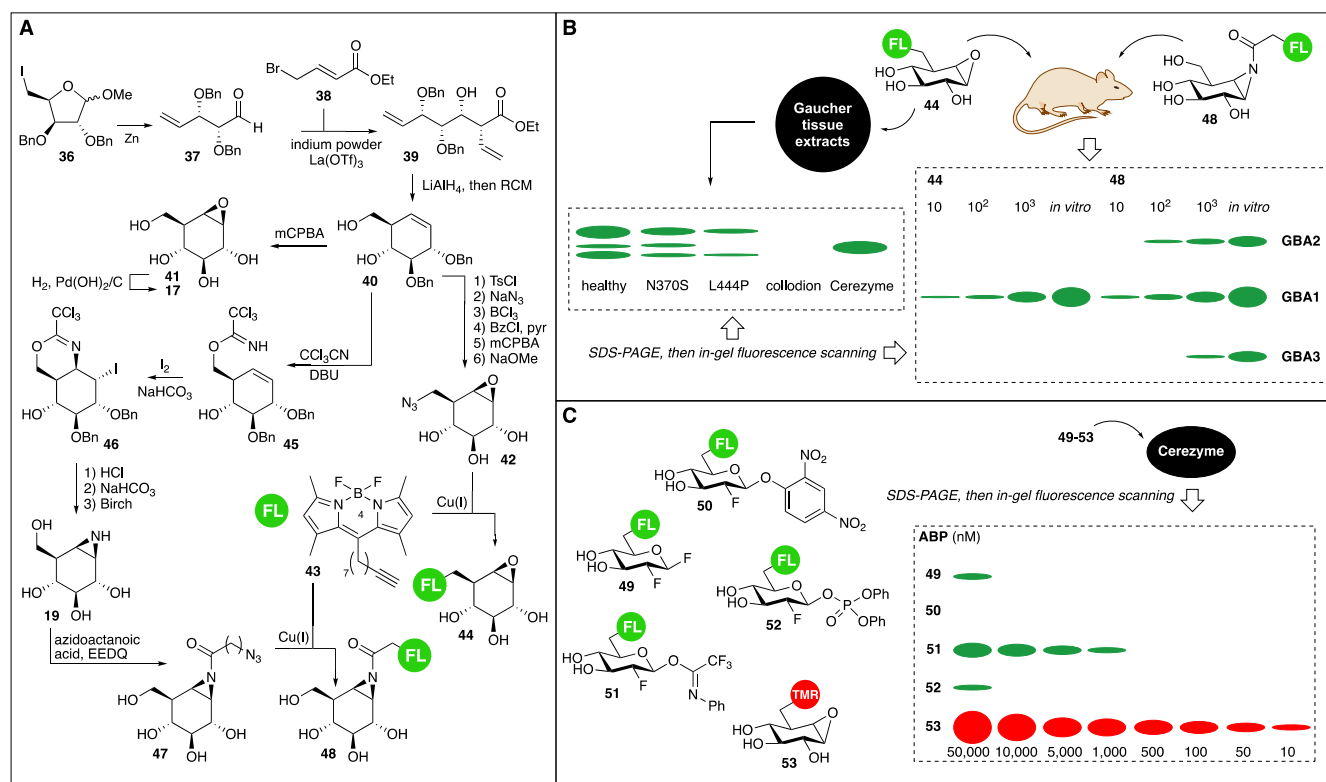 A
I
O
OMe
BnO
OBn
36
Zn
OBn
O
H
OBn
37
Br
O
OEt
38
indium powder
La(OTf)3
OBn
OH
O
OEt
OBn
39
LiAlH4, then RCM
HO
O
HO
OH
OH
41
mCPBA
H2, Pd(OH)2/C
17
HO
HO
OBn
OBn
40
1) TsCl
2) NaN3
3) BCl3
4) BzCl, pyr
5) mCPBA
6) NaOMe
CCl3CN
DBU
CCl3
O
NH
HO
OBn
OBn
45
I2
NaHCO3
CCl3
O
N
I
HO
OBn
OBn
46
1) HCl
2) NaHCO3
3) Birch
N3
O
HO
OH
OH
42
Cu(I)
FL
F
F
B
N
N
4
7
43
HO
NH
HO
OH
OH
19
azidoactanoic
acid, EEDQ
O
7
N3
N
HO
HO
OH
OH
47
Cu(I)
O
FL
N
HO
HO
OH
OH
48
FL
O
HO
OH
OH
44
B
FL
O
HO
HO
OH
44
O
FL
HO
N
HO
HO
OH
48
Gaucher
tissue
extracts
healthy
N370S
L444P
collodion
Cerezyme
SDS-PAGE, then in-gel fluorescence scanning
44
48
10
10²
10³
in vitro
10
10²
10³
in vitro
GBA2
GBA1
GBA3
C
FL
O
HO
HO
F
O
NO2
NO2
50
FL
O
HO
HO
F
F
49
FL
O
HO
HO
F
O
P
O
OPh
OPh
52
FL
O
HO
HO
F
O
CF3
N
Ph
51
TMR
O
HO
HO
OH
53
49-53
Cerezyme
SDS-PAGE, then in-gel fluorescence scanning
ABP (nM)
49
50
51
52
53
50,000
10,000
5,000
1,000
500
100
50
10